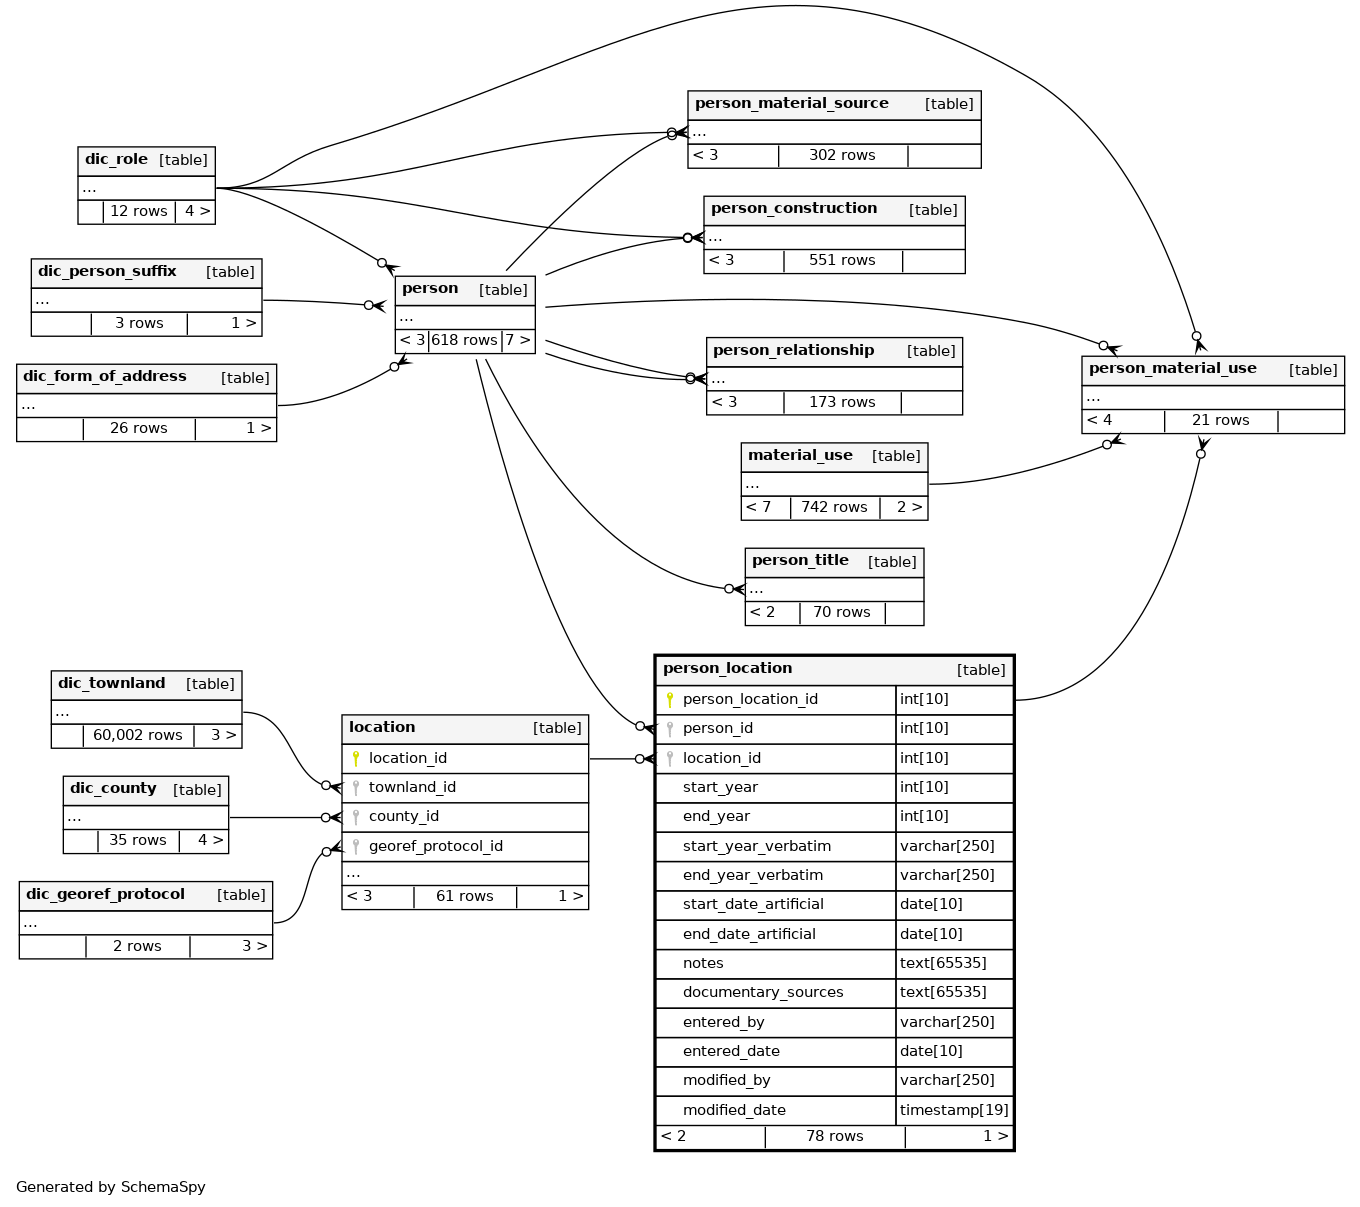 person_material_source [table]
...
< 3 302 rows
dic_role [table]
...
12 rows 4 >
person_construction [table]
...
< 3 551 rows
dic_person_suffix [table]
...
3 rows 1 >
person [table]
...
< 3 618 rows 7 >
person_relationship [table]
...
< 3 173 rows
person_material_use [table]
...
< 4 21 rows
dic_form_of_address [table]
...
26 rows 1 >
material_use [table]
...
< 7 742 rows 2 >
person_title [table]
...
< 2 70 rows
person_location [table]
person_location_id int[10]
person_id int[10]
location_id int[10]
start_year int[10]
end_year int[10]
start_year_verbatim varchar[250]
end_year_verbatim varchar[250]
start_date_artificial date[10]
end_date_artificial date[10]
notes text[65535]
documentary_sources text[65535]
entered_by varchar[250]
entered_date date[10]
modified_by varchar[250]
modified_date timestamp[19]
< 2 78 rows 1 >
dic_townland [table]
...
60,002 rows 3 >
location [table]
location_id
townland_id
county_id
georef_protocol_id
...
< 3 61 rows 1 >
dic_county [table]
...
35 rows 4 >
dic_georef_protocol [table]
...
2 rows 3 >
Generated by SchemaSpy